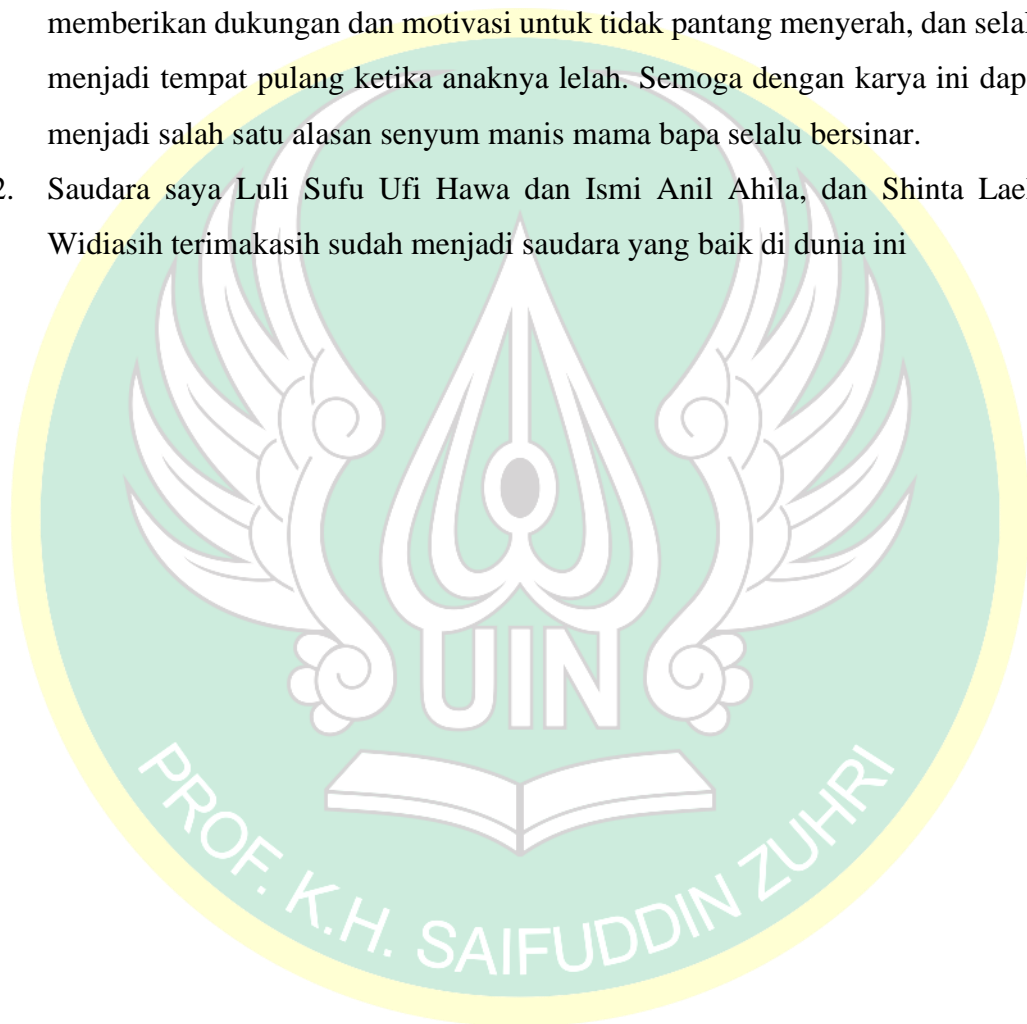 memberikan dukungan dan motivasi untuk tidak pantang menyerah, dan sela
menjadi tempat pulang ketika anaknya lelah. Semoga dengan karya ini dap
menjadi salah satu alasan senyum manis mama bapa selalu bersinar.
2. Saudara saya Luli Sufu Ufi Hawa dan Ismi Anil Ahila, dan Shinta Lae
Widiasih terimakasih sudah menjadi saudara yang baik di dunia ini
UIN
PROF. K.H. SAIFUDDIN ZUHRI